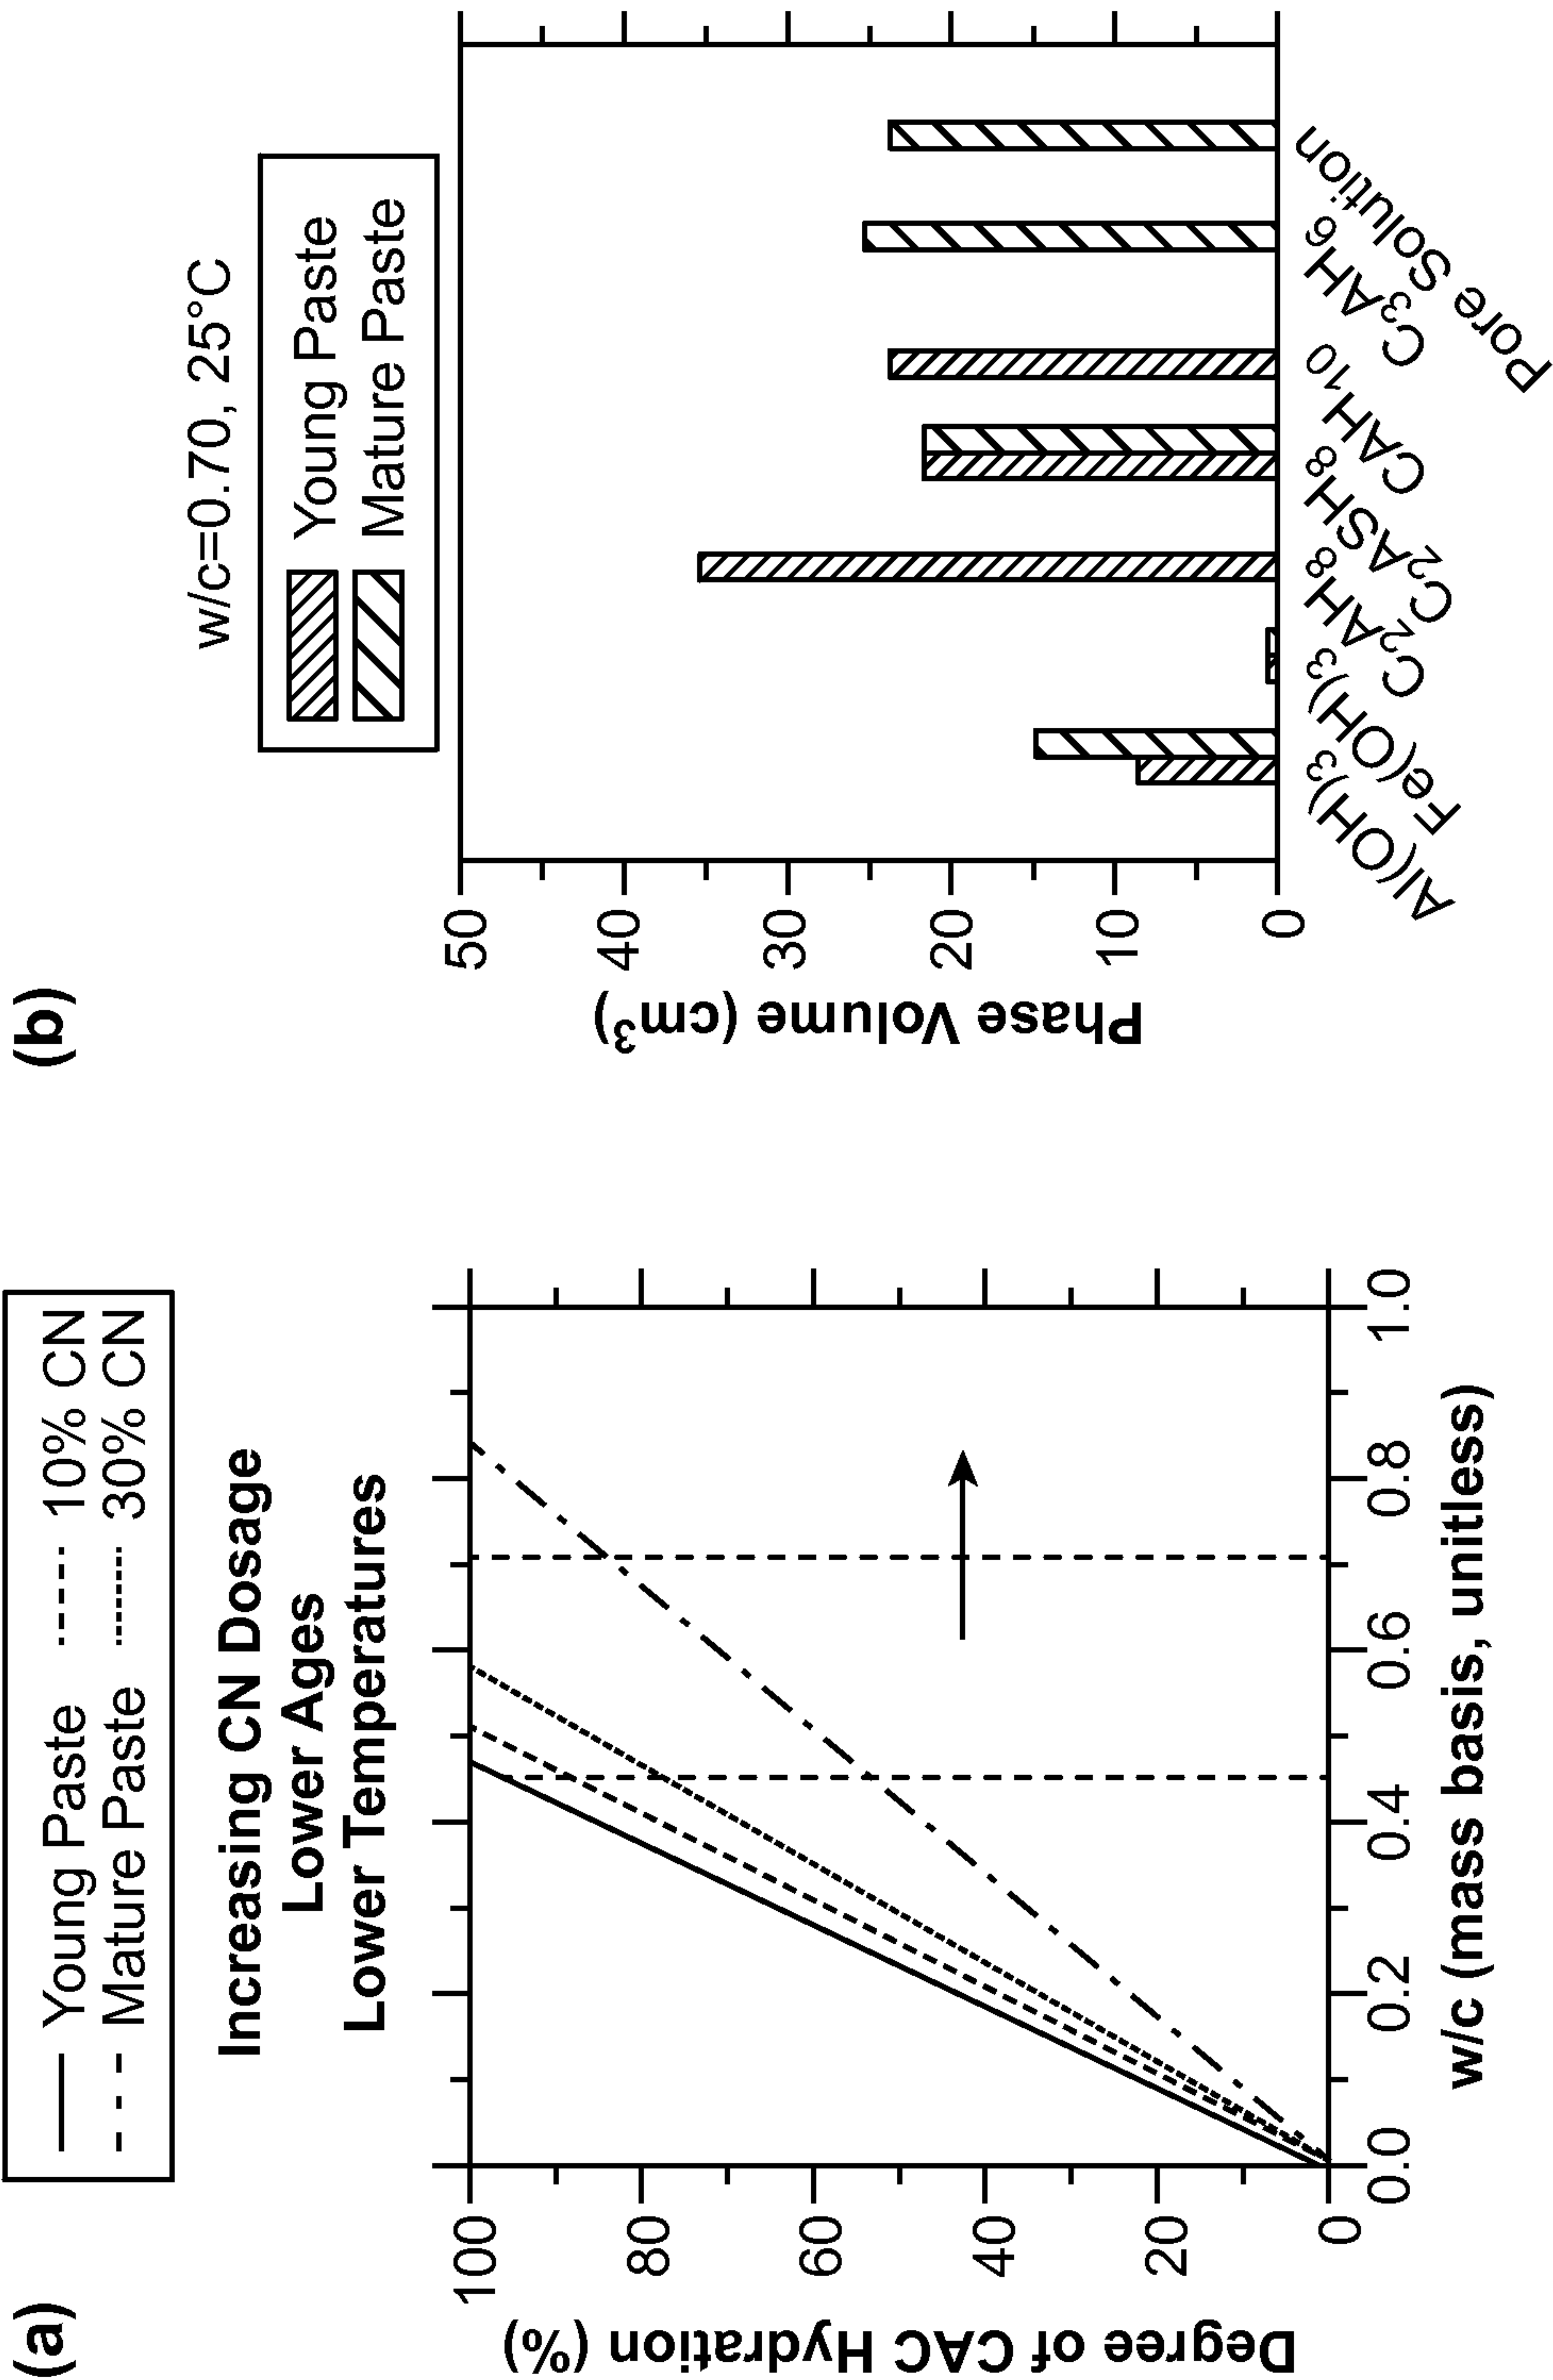 (a)
Young Paste 10% CN
Mature Paste 30% CN
Increasing CN Dosage
Lower Ages
Lower Temperatures
Degree of CAC Hydration (%)
100
80
60
40
20
0
0.0 0.2 0.4 0.6 0.8 1.0
w/c (mass basis, unitless)
(b)
w/c=0.70, 25°C
Young Paste
Mature Paste
Phase Volume (cm³)
50
40
30
20
10
0
Al(OH)₃
Fe(OH)₃
C₂AH₈
C₂ASH₈
CAH₁₀
C₃AH₆
Pore Solution